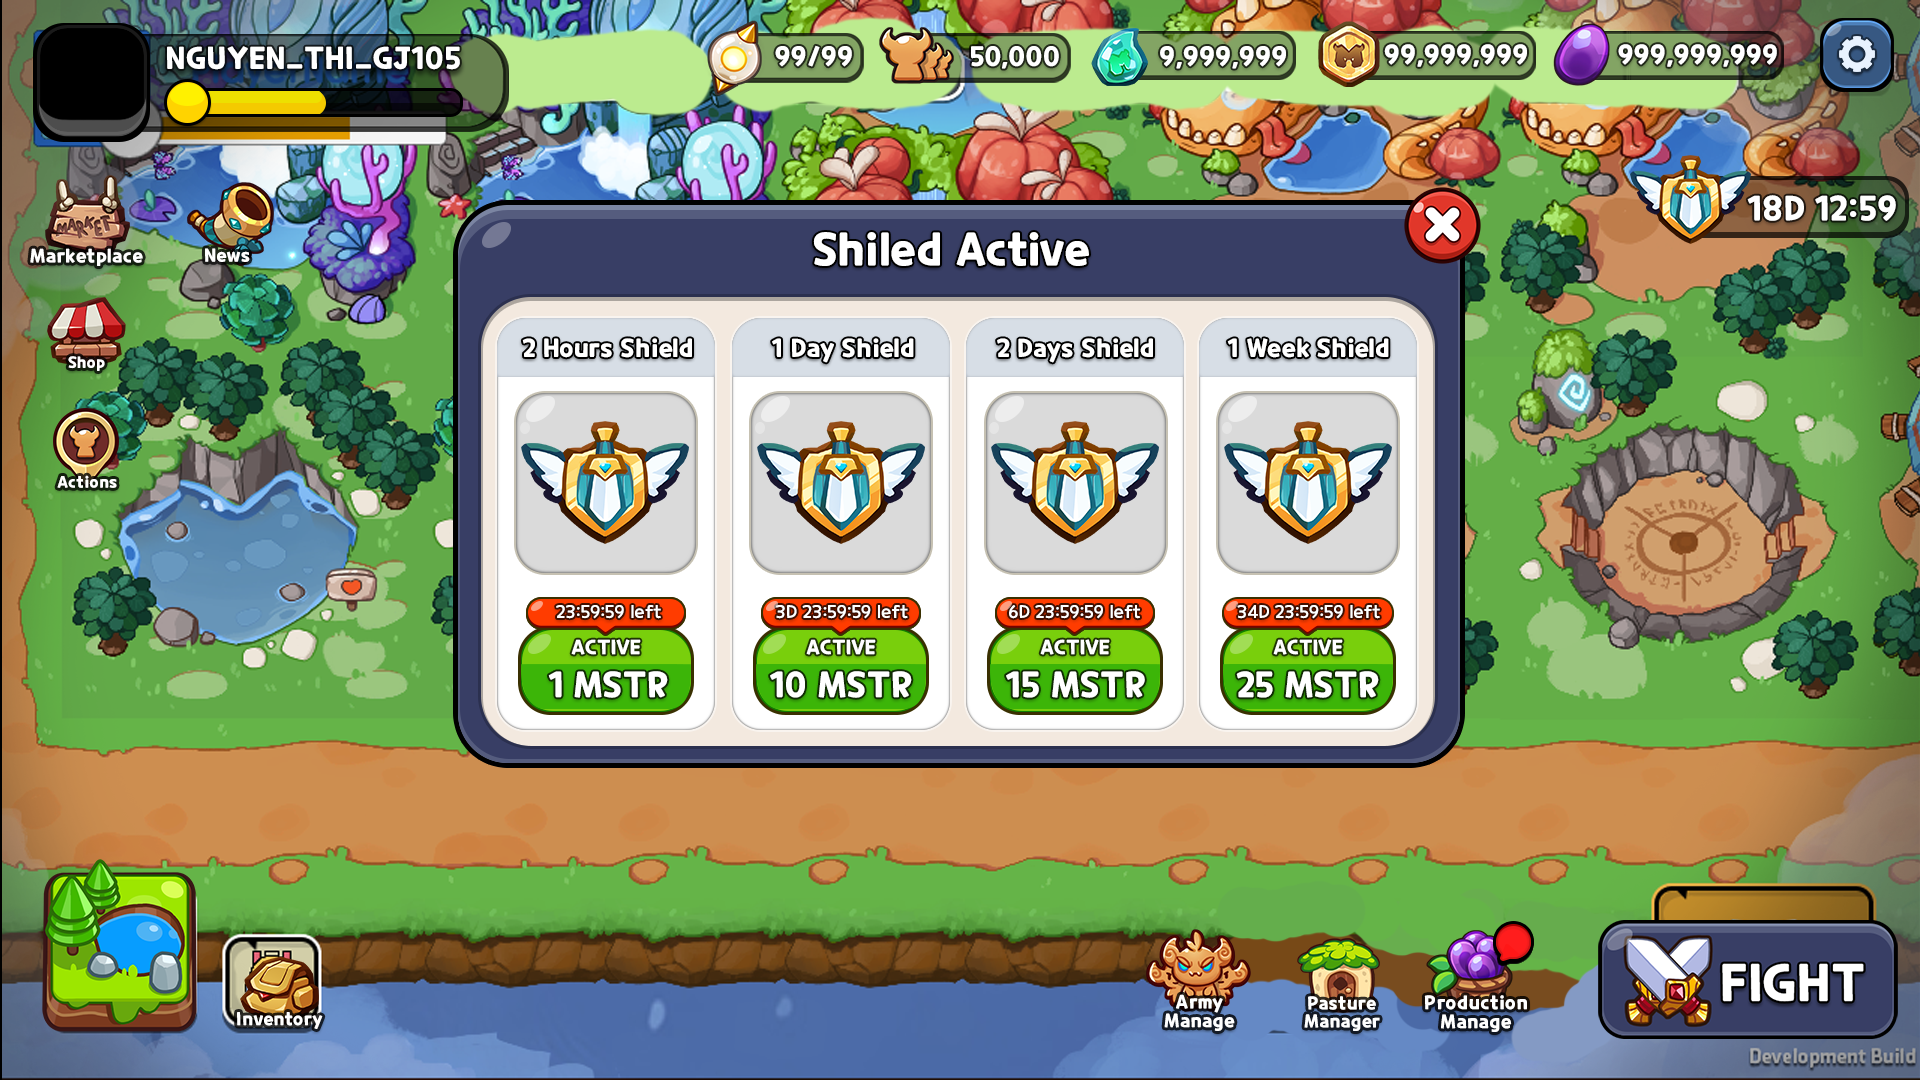 NGUYEN_THI_GJ105
99/99
50,000
9,999,999
99,999,999
999,999,999
18D 12:59
MARKET
Marketplace
News
Shop
Actions
Shiled Active
2 Hours Shield
1 Day Shield
2 Days Shield
1 Week Shield
23:59:59 left
3D 23:59:59 left
6D 23:59:59 left
34D 23:59:59 left
ACTIVE
1 MSTR
ACTIVE
10 MSTR
ACTIVE
15 MSTR
ACTIVE
25 MSTR
Inventory
Army
Manage
Pasture
Manager
Production
Manage
FIGHT
Development Build